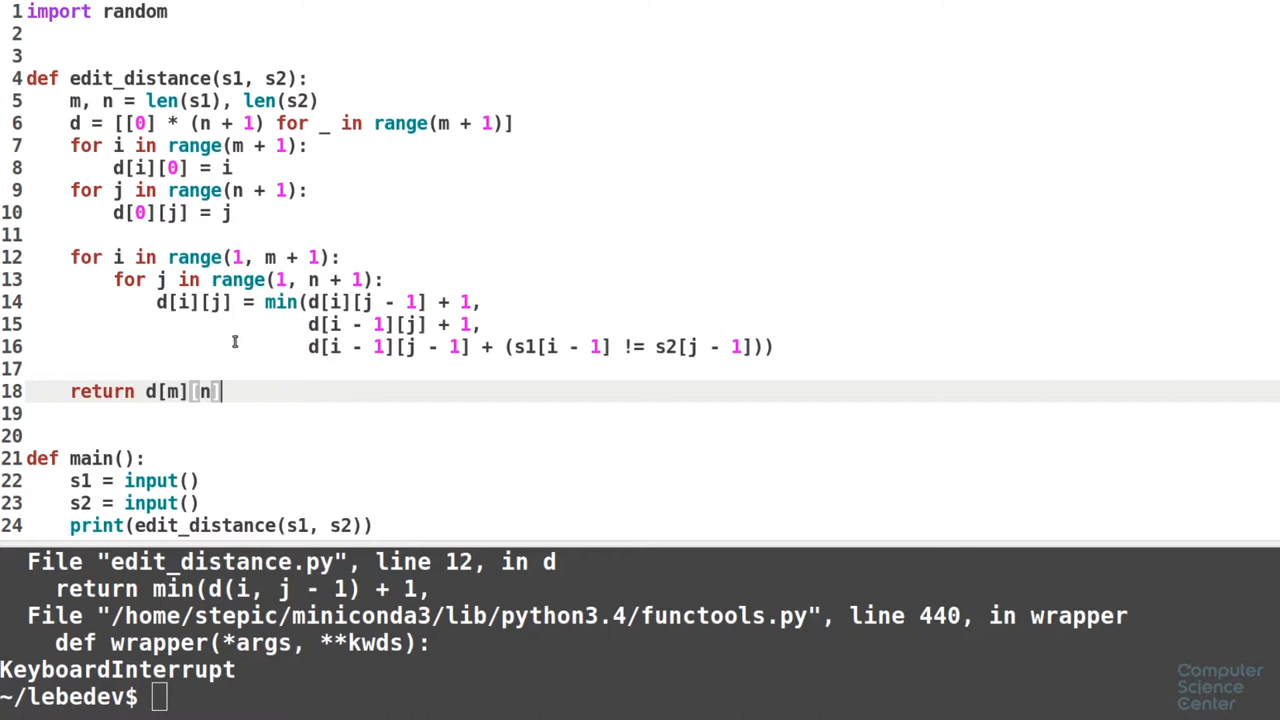 1 import random
2
3
4 def edit_distance(s1, s2):
5     m, n = len(s1), len(s2)
6     d = [[0] * (n + 1) for _ in range(m + 1)]
7     for i in range(m + 1):
8         d[i][0] = i
9     for j in range(n + 1):
10         d[0][j] = j
11
12     for i in range(1, m + 1):
13         for j in range(1, n + 1):
14             d[i][j] = min(d[i][j - 1] + 1,
15                           d[i - 1][j] + 1,
16                           d[i - 1][j - 1] + (s1[i - 1] != s2[j - 1]))
17
18     return d[m][n]
19
20
21 def main():
22     s1 = input()
23     s2 = input()
24     print(edit_distance(s1, s2))
  File "edit_distance.py", line 12, in d
    return min(d(i, j - 1) + 1,
  File "/home/stepic/miniconda3/lib/python3.4/functools.py", line 440, in wrapper
    def wrapper(*args, **kwds):
KeyboardInterrupt
~/lebedev$
Computer
Science
Center